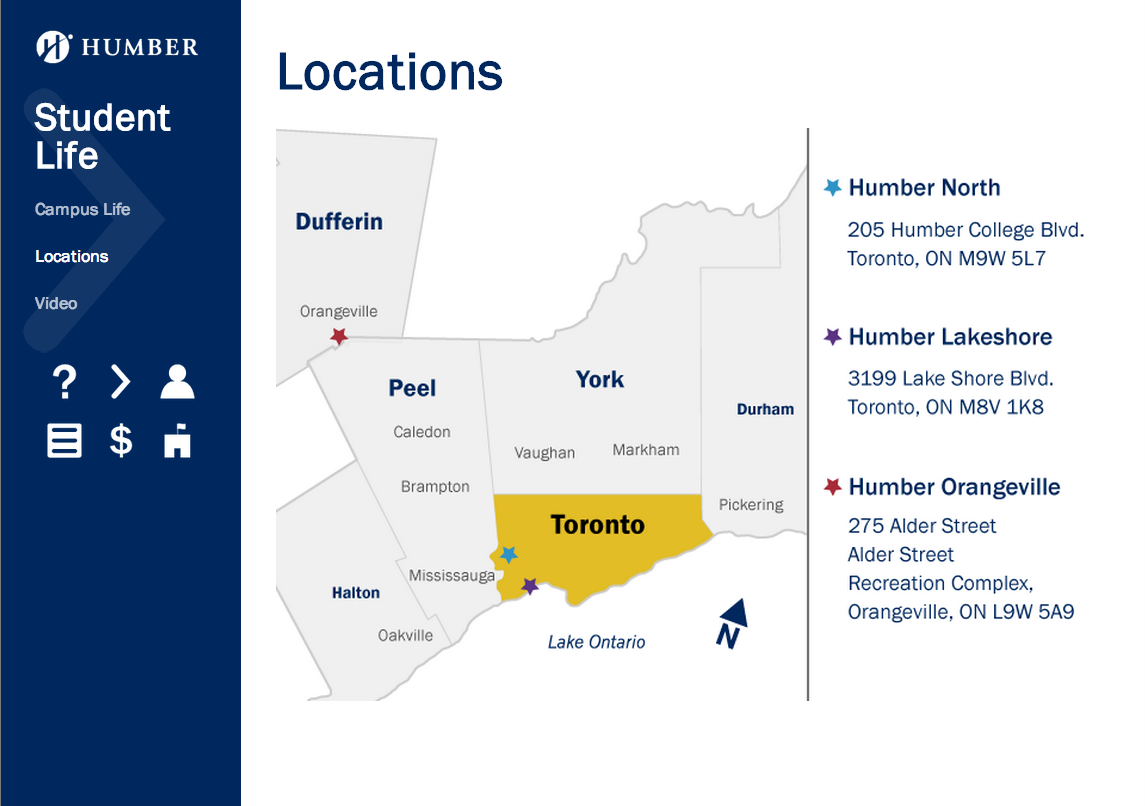 HUMBER
Student
Life
Campus Life
Locations
Video
?
$
Locations
Dufferin
Orangeville
Peel
Caledon
Brampton
Mississauga
York
Vaughan
Markham
Durham
Pickering
Toronto
Halton
Oakville
Lake Ontario
N
Humber North
205 Humber College Blvd.
Toronto, ON M9W 5L7
Humber Lakeshore
3199 Lake Shore Blvd.
Toronto, ON M8V 1K8
Humber Orangeville
275 Alder Street
Alder Street
Recreation Complex,
Orangeville, ON L9W 5A9